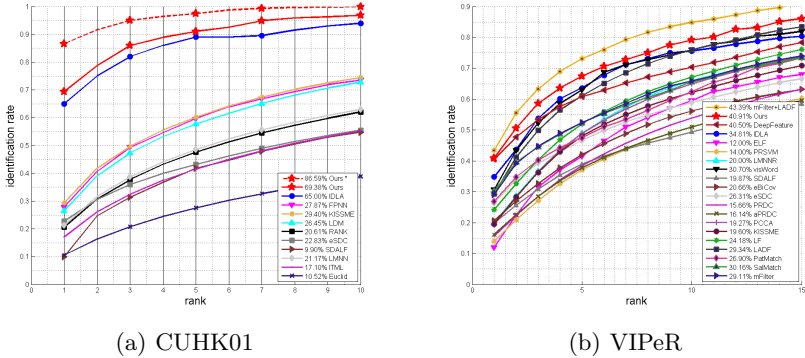 1
0.9
0.8
0.7
0.6
0.5
0.4
0.3
0.2
0.1
0
0 1 2 3 4 5 6 7 8 9 10
identification rate
rank
86.59% Ours *
69.38% Ours
65.00% IDLA
27.87% FPNN
29.40% KISSME
26.45% LDM
20.61% RANK
22.83% eSDC
9.90% SDALF
21.17% LMNN
17.10% ITML
10.52% Euclid
(a) CUHK01
0.9
0.8
0.7
0.6
0.5
0.4
0.3
0.2
0.1
0
0 5 10 15
identification rate
rank
43.39% mFilter+LADF
40.91% Ours
40.50% DeepFeature
34.81% IDLA
12.00% ELF
14.00% PRSVM
20.00% LMNNR
30.70% visWord
19.87% SDALF
20.66% eBiCov
26.31% eSDC
15.66% PRDC
16.14% aPRDC
19.27% PCCA
19.60% KISSME
24.18% LF
29.34% LADF
26.90% PatMatch
30.16% SalMatch
29.11% mFilter
(b) VIPeR